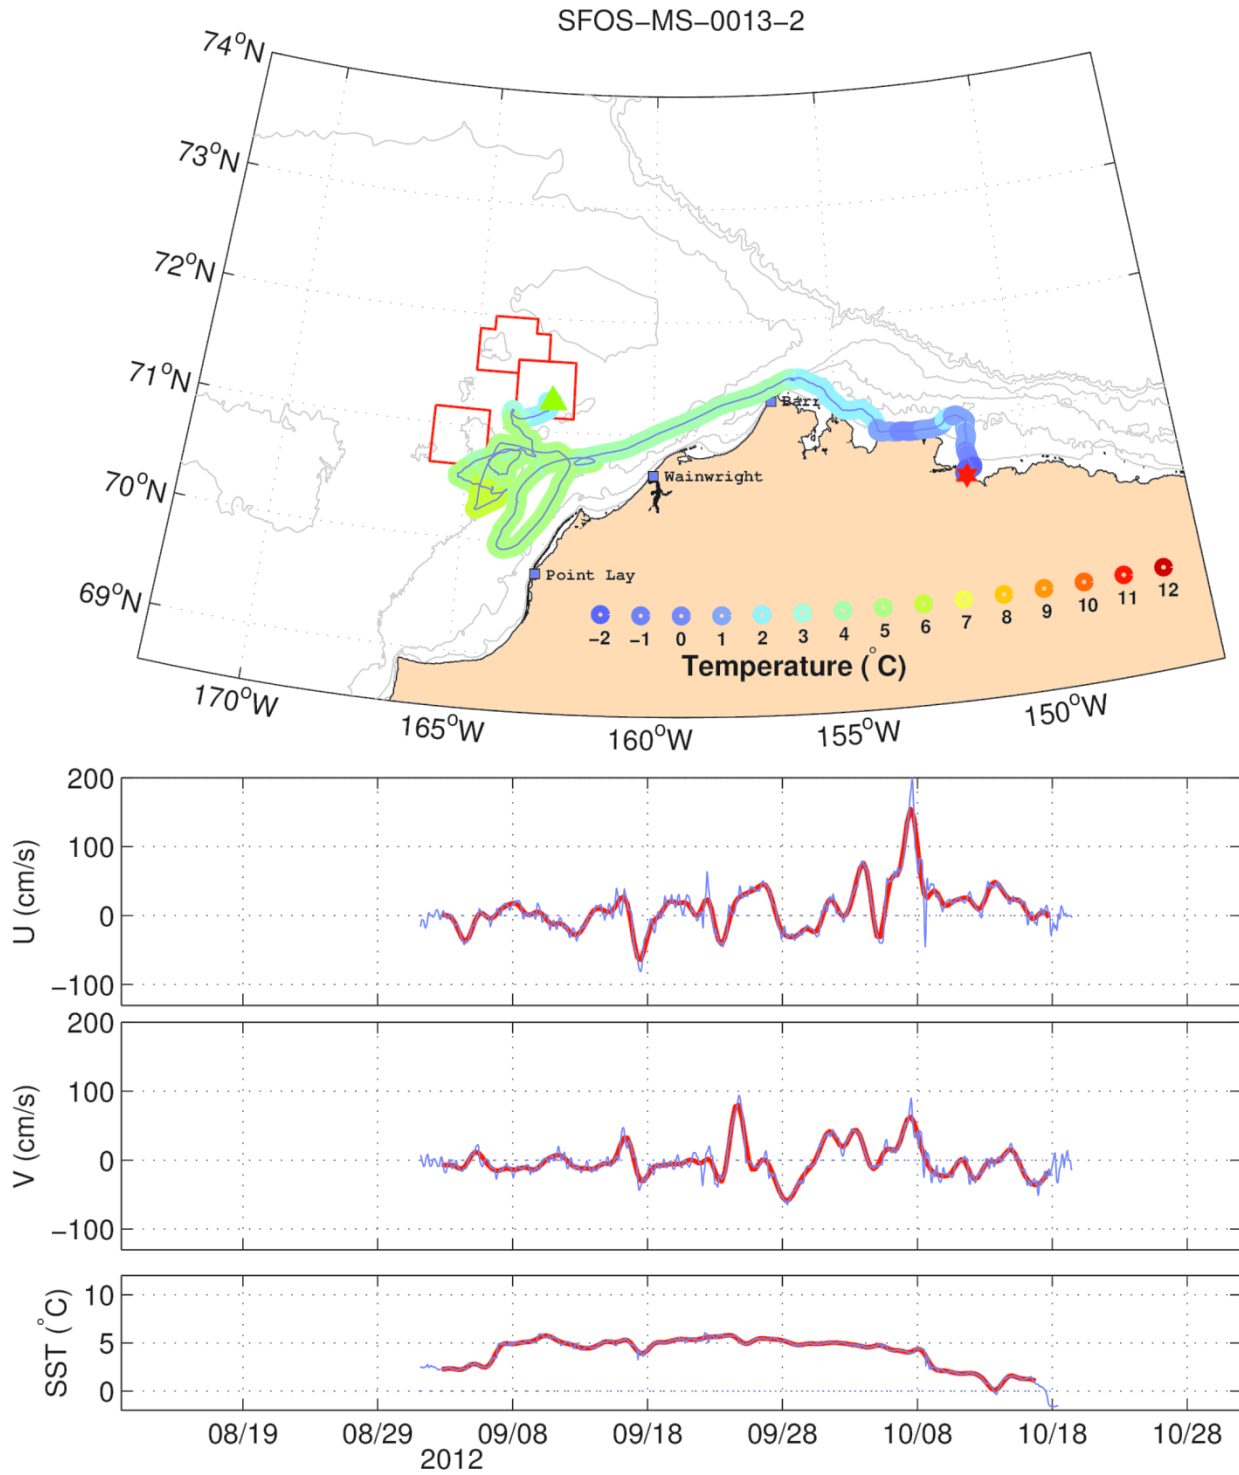 SFOS−MS−0013−2
74°N
73°N
72°N
71°N
70°N
69°N
Barr
Wainwright
Point Lay
−2 −1 0 1 2 3 4 5 6 7 8 9 10 11 12
Temperature (°C)
170°W 165°W 160°W 155°W 150°W
200
100
0
−100
U (cm/s)
200
100
0
−100
V (cm/s)
10
5
0
SST (°C)
08/19 08/29 09/08 09/18 09/28 10/08 10/18 10/28
2012